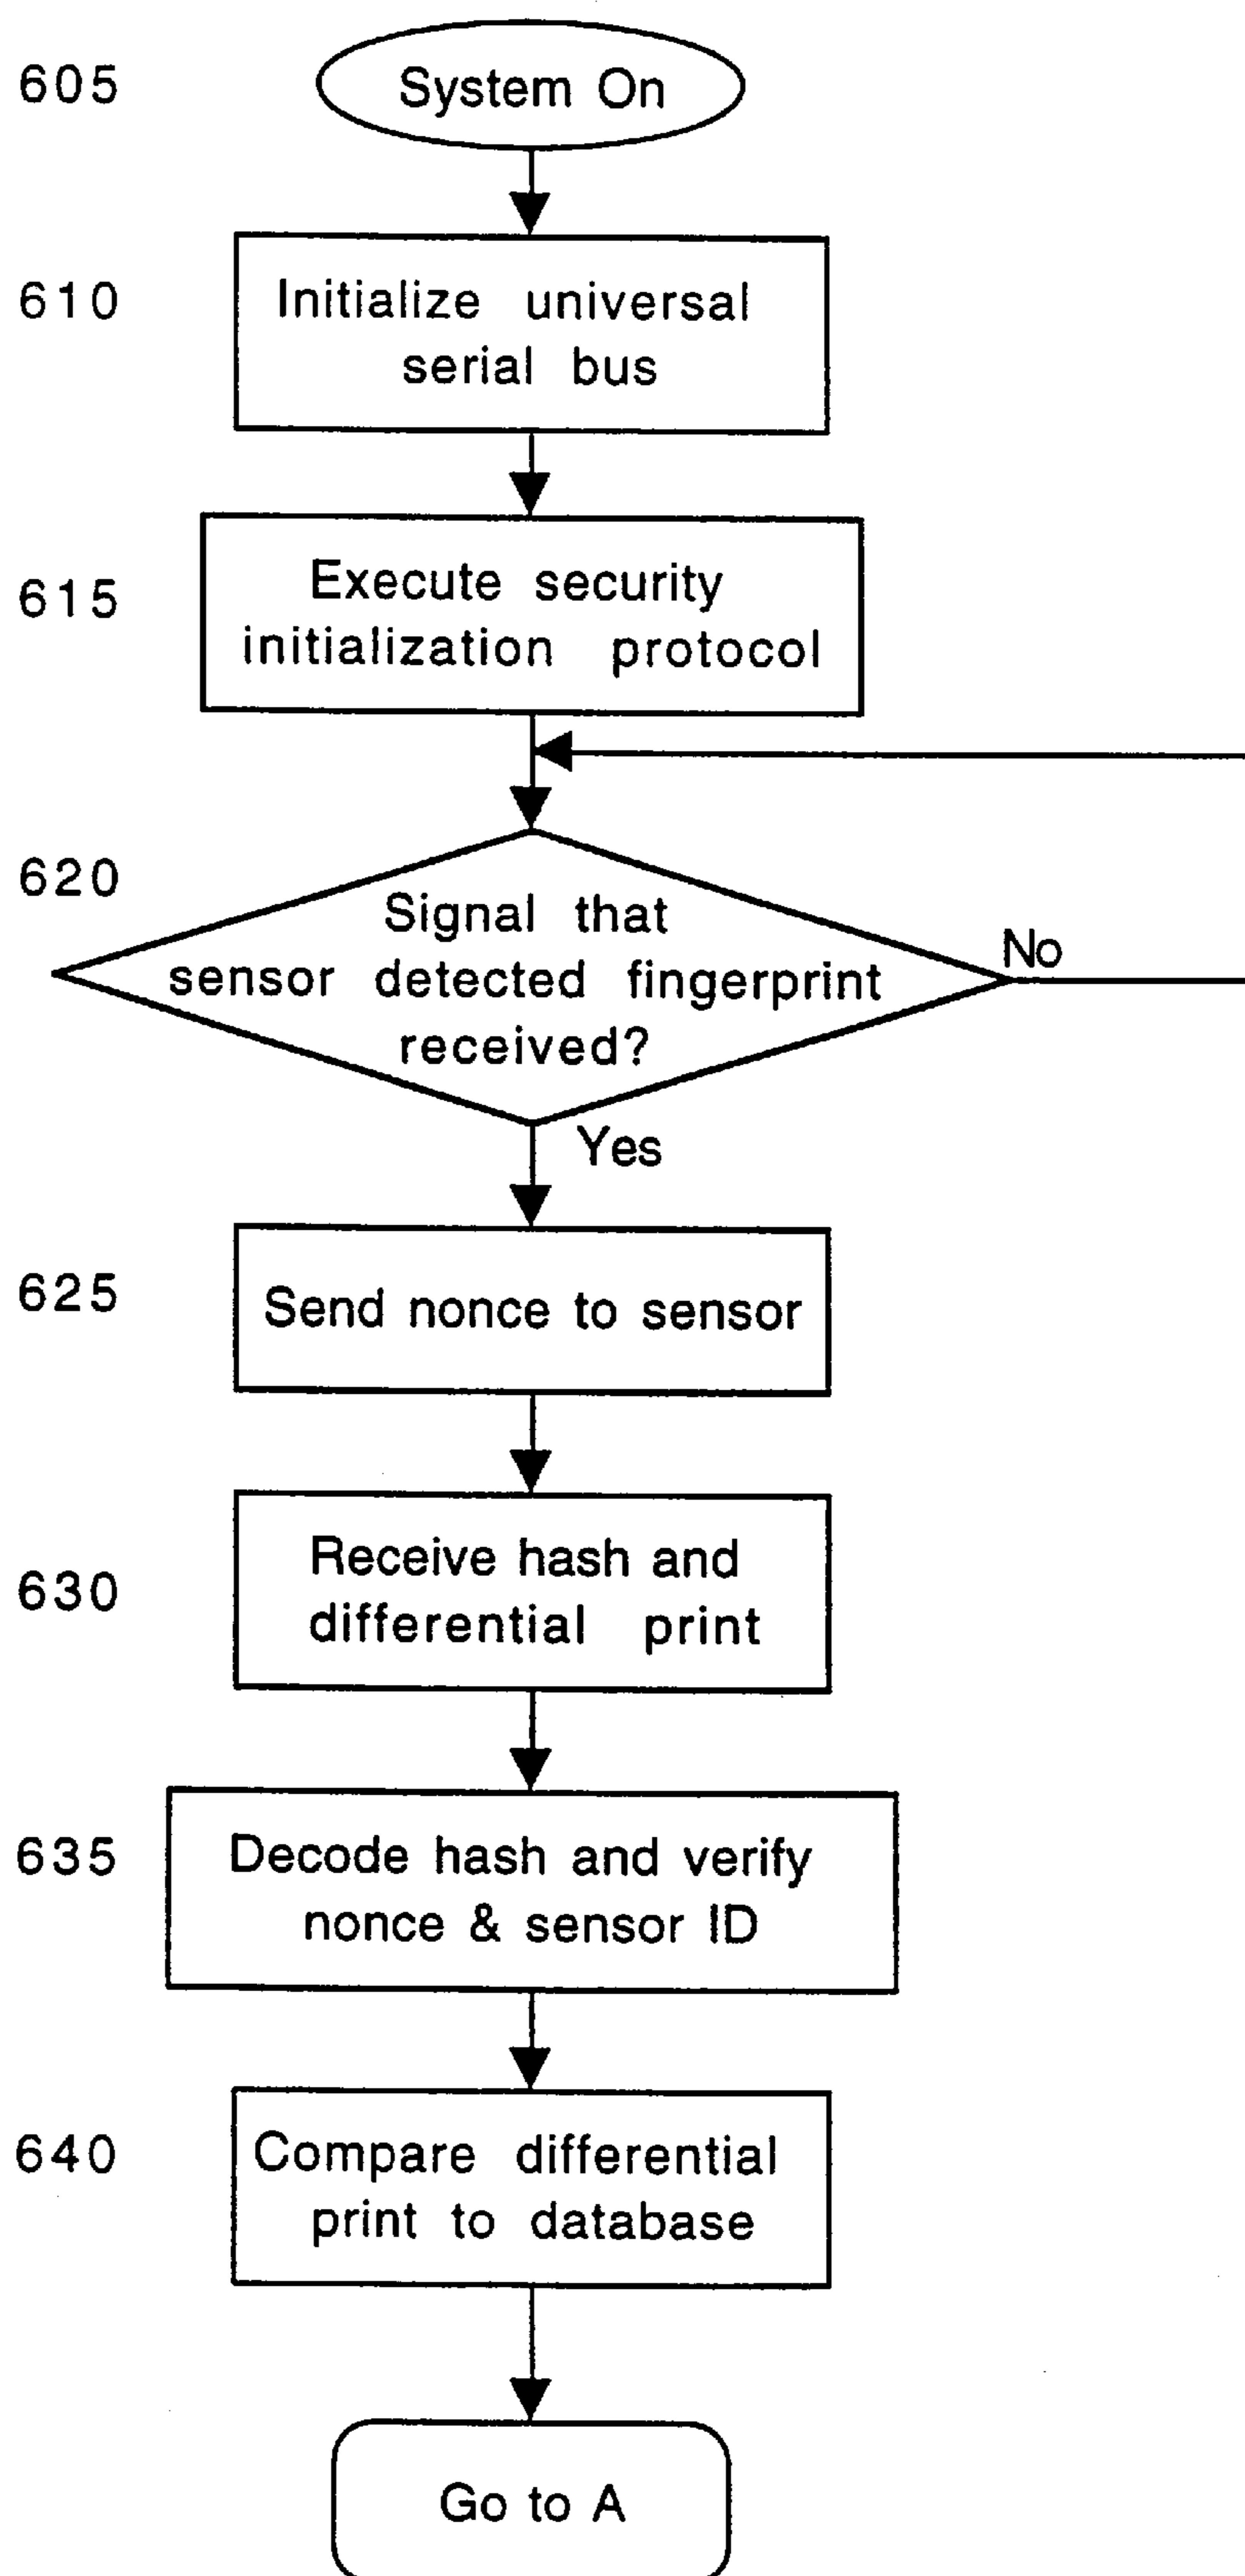 605
System On
610
Initialize universal
serial bus
615
Execute security
initialization protocol
620
Signal that
sensor detected fingerprint
received?
No
Yes
625
Send nonce to sensor
630
Receive hash and
differential print
635
Decode hash and verify
nonce & sensor ID
640
Compare differential
print to database
Go to A